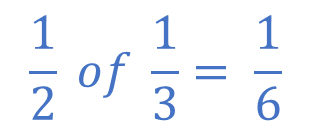 1/2 of 1/3 = 1/6